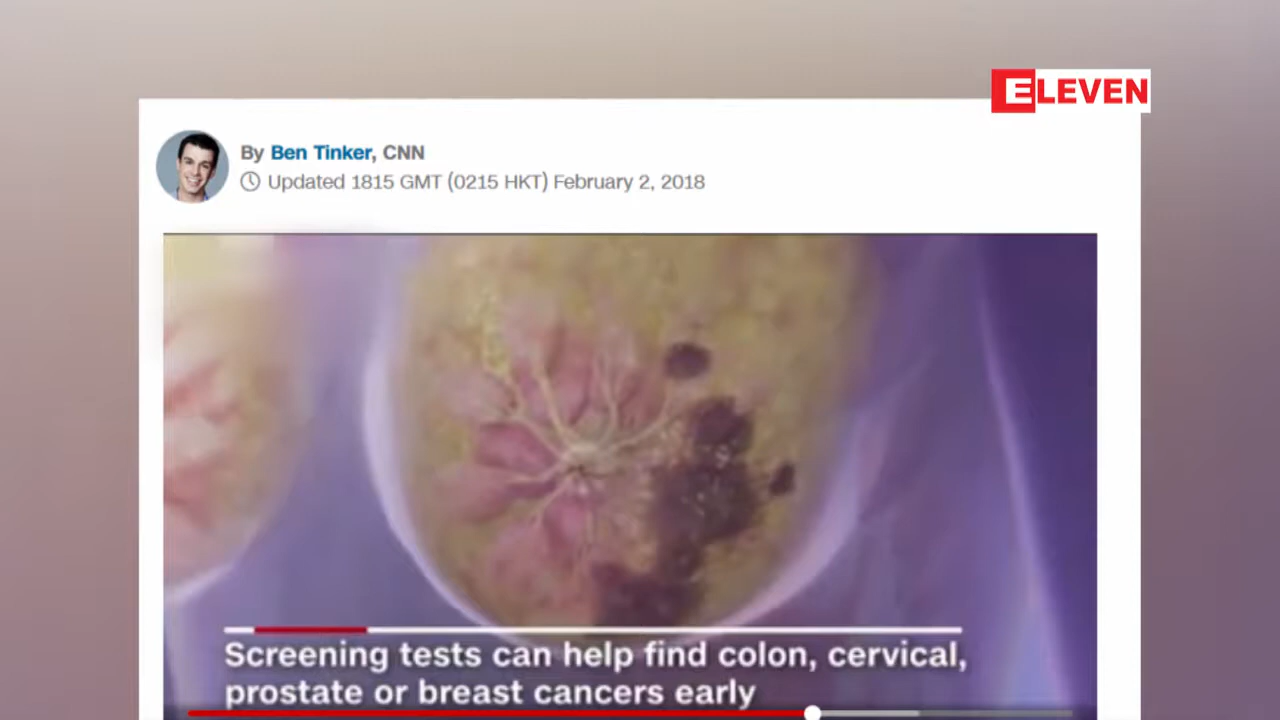 ELEVEN
By Ben Tinker, CNN
Updated 1815 GMT (0215 HKT) February 2, 2018
Screening tests can help find colon, cervical,
prostate or breast cancers early